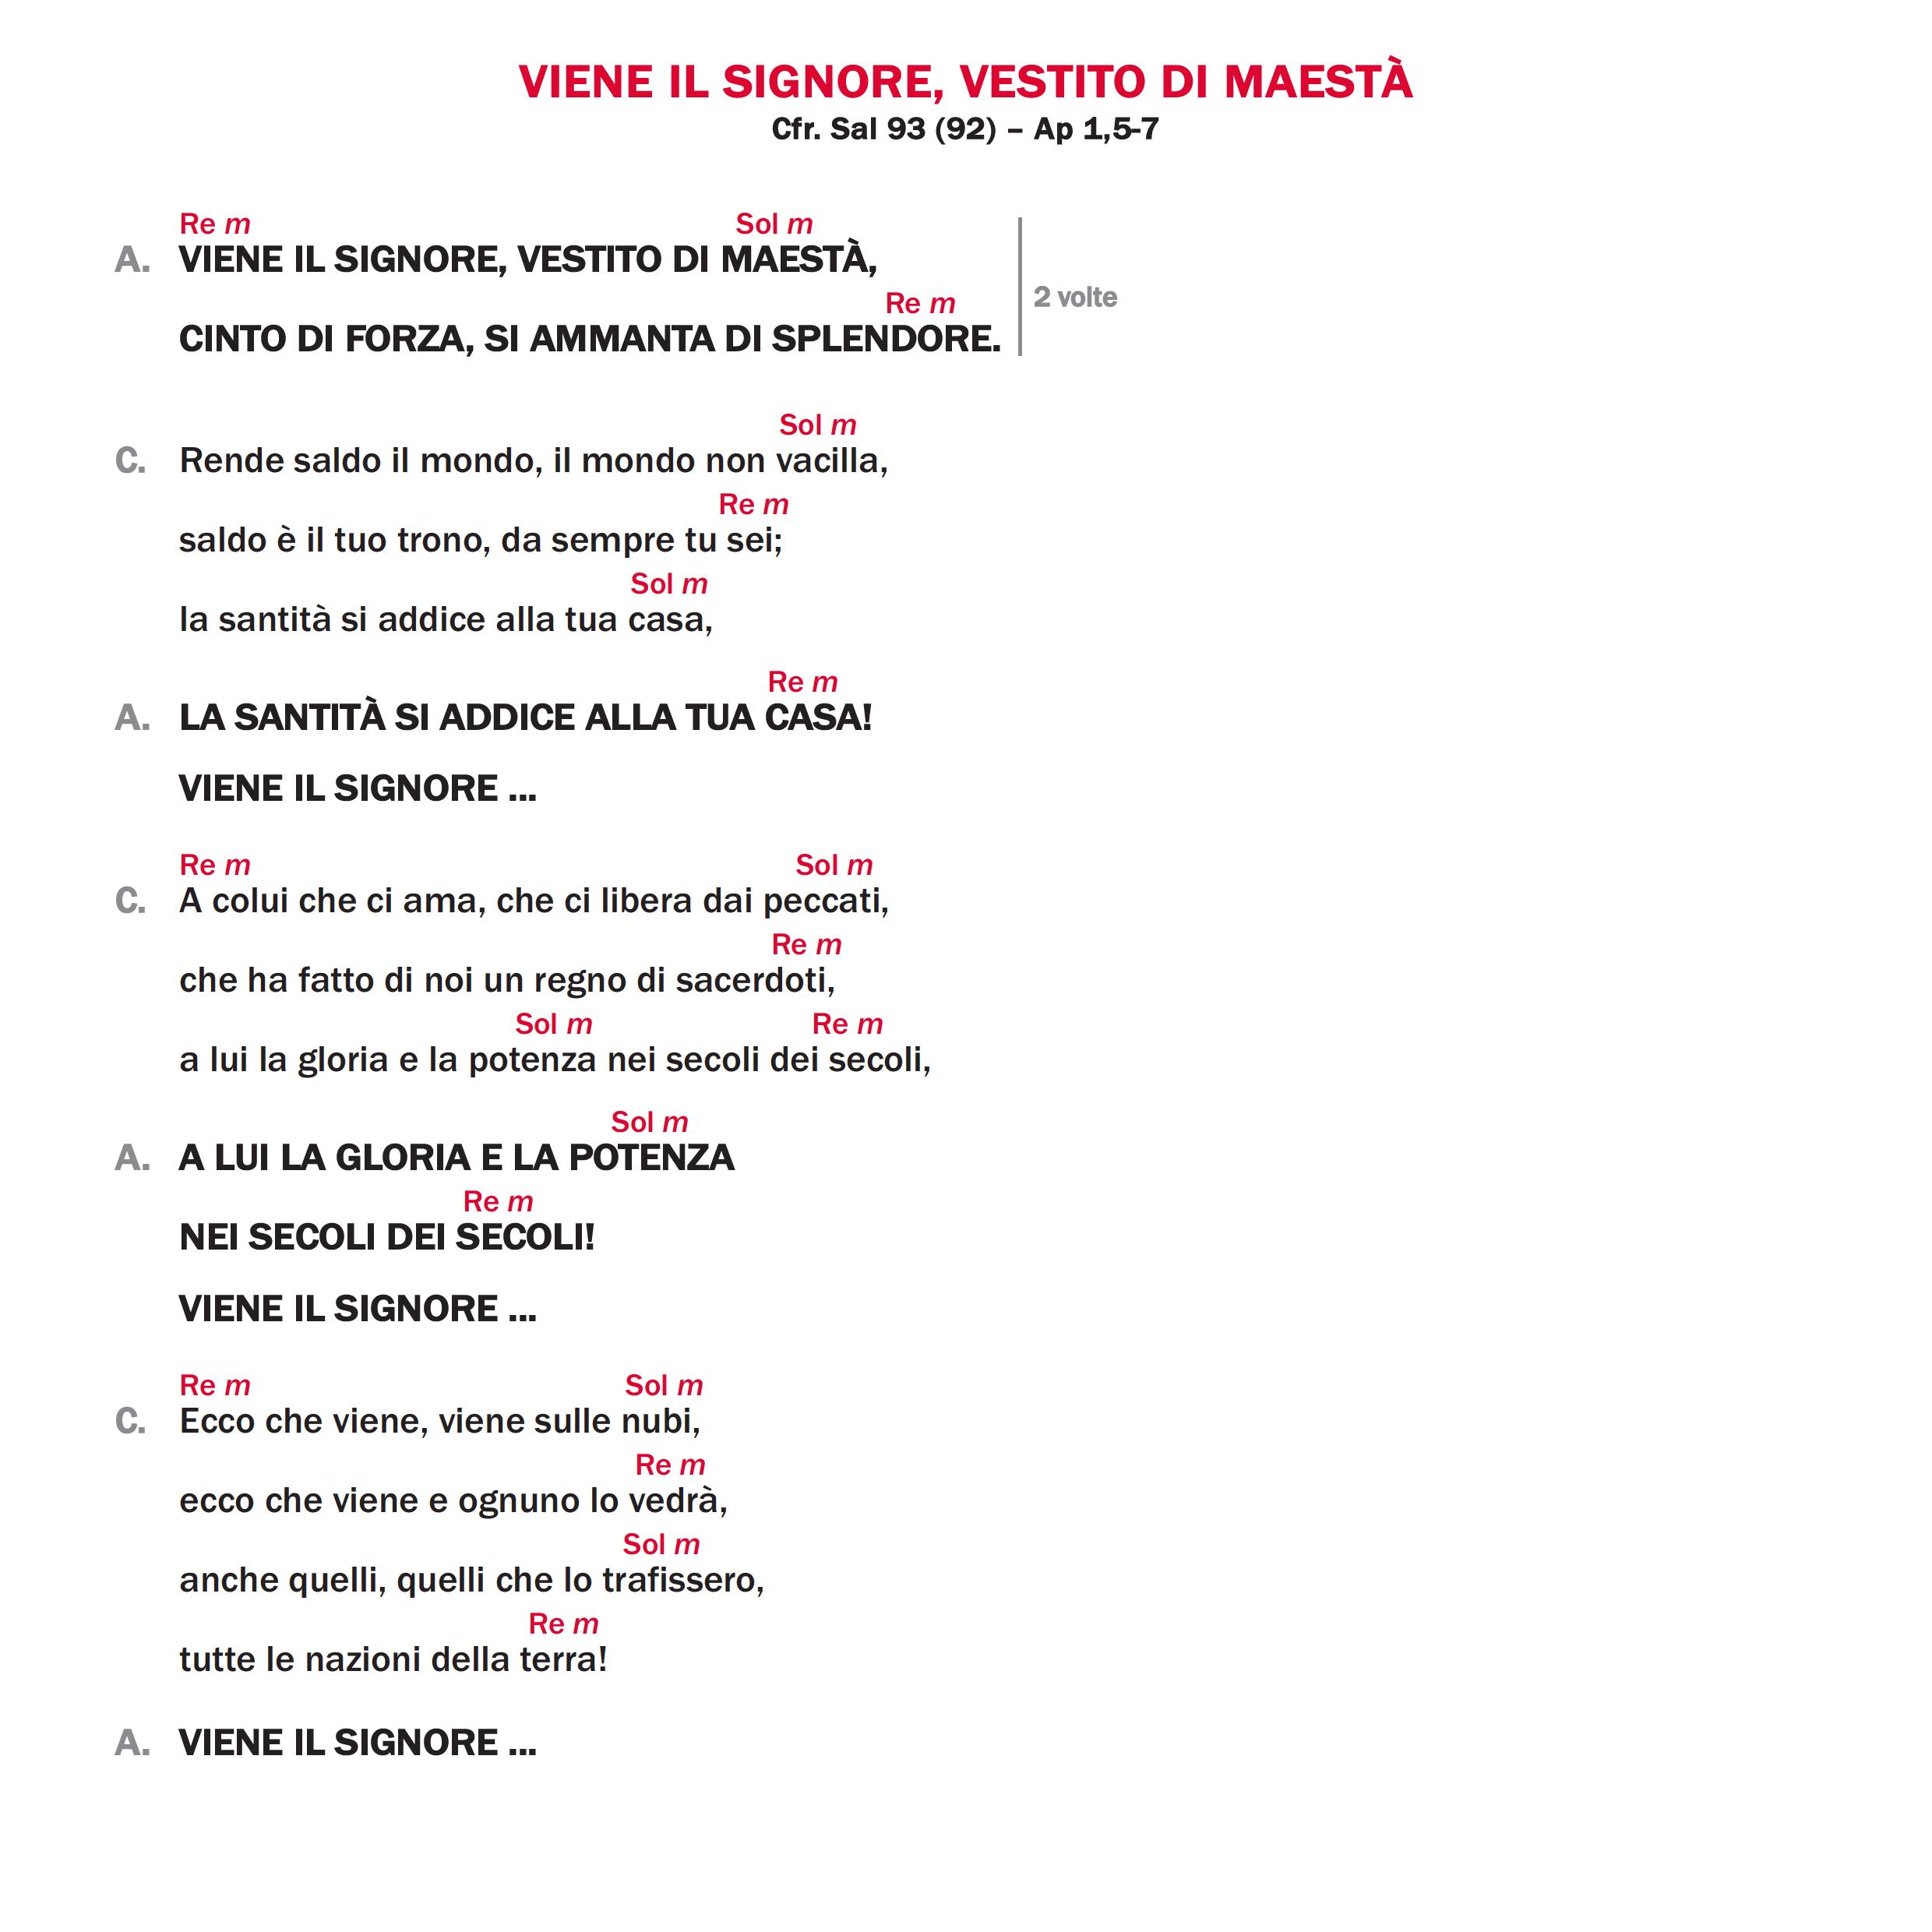 VIENE IL SIGNORE, VESTITO DI MAESTÀ
Cfr. Sal 93 (92) – Ap 1,5-7
Re m Sol m
A. VIENE IL SIGNORE, VESTITO DI MAESTÀ,
Re m
CINTO DI FORZA, SI AMMANTA DI SPLENDORE.
2 volte
Sol m
C. Rende saldo il mondo, il mondo non vacilla,
Re m
saldo è il tuo trono, da sempre tu sei;
Sol m
la santità si addice alla tua casa,
Re m
A. LA SANTITÀ SI ADDICE ALLA TUA CASA!
VIENE IL SIGNORE ...
Re m Sol m
C. A colui che ci ama, che ci libera dai peccati,
Re m
che ha fatto di noi un regno di sacerdoti,
Sol m Re m
a lui la gloria e la potenza nei secoli dei secoli,
Sol m
A. A LUI LA GLORIA E LA POTENZA
Re m
NEI SECOLI DEI SECOLI!
VIENE IL SIGNORE ...
Re m Sol m
C. Ecco che viene, viene sulle nubi,
Re m
ecco che viene e ognuno lo vedrà,
Sol m
anche quelli, quelli che lo trafissero,
Re m
tutte le nazioni della terra!
A. VIENE IL SIGNORE ...